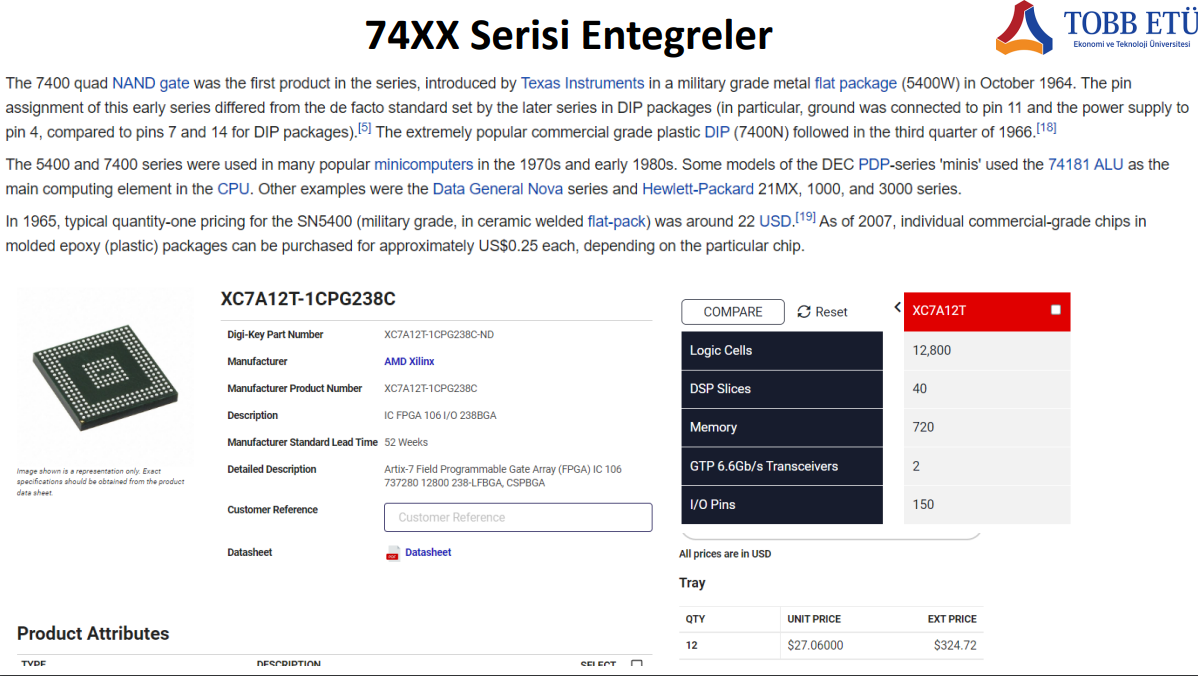 74XX Serisi Entegreler
TOBB ETÜ
Ekonomi ve Teknoloji Üniversitesi
The 7400 quad NAND gate was the first product in the series, introduced by Texas Instruments in a military grade metal flat package (5400W) in October 1964. The pin
assignment of this early series differed from the de facto standard set by the later series in DIP packages (in particular, ground was connected to pin 11 and the power supply to
pin 4, compared to pins 7 and 14 for DIP packages).[5] The extremely popular commercial grade plastic DIP (7400N) followed in the third quarter of 1966.[18]
The 5400 and 7400 series were used in many popular minicomputers in the 1970s and early 1980s. Some models of the DEC PDP-series 'minis' used the 74181 ALU as the
main computing element in the CPU. Other examples were the Data General Nova series and Hewlett-Packard 21MX, 1000, and 3000 series.
In 1965, typical quantity-one pricing for the SN5400 (military grade, in ceramic welded flat-pack) was around 22 USD.[19] As of 2007, individual commercial-grade chips in
molded epoxy (plastic) packages can be purchased for approximately US$0.25 each, depending on the particular chip.
Image shown is a representation only. Exact
specifications should be obtained from the product
data sheet.
XC7A12T-1CPG238C
Digi-Key Part Number XC7A12T-1CPG238C-ND
Manufacturer AMD Xilinx
Manufacturer Product Number XC7A12T-1CPG238C
Description IC FPGA 106 I/O 238BGA
Manufacturer Standard Lead Time 52 Weeks
Detailed Description Artix-7 Field Programmable Gate Array (FPGA) IC 106
737280 12800 238-LFBGA, CSPBGA
Customer Reference Customer Reference
Datasheet PDF Datasheet
Product Attributes
TYPE DESCRIPTION SELECT
COMPARE Reset XC7A12T
Logic Cells 12,800
DSP Slices 40
Memory 720
GTP 6.6Gb/s Transceivers 2
I/O Pins 150
All prices are in USD
Tray
QTY UNIT PRICE EXT PRICE
12 $27.06000 $324.72